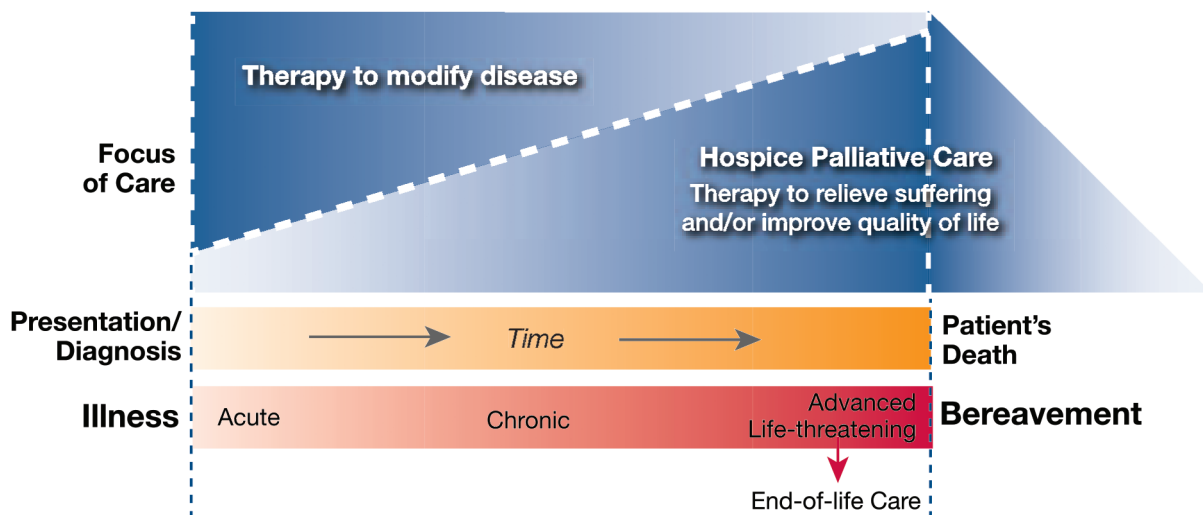 Therapy to modify disease
Focus
of Care
Hospice Palliative Care
Therapy to relieve suffering
and/or improve quality of life
Presentation/
Diagnosis
Time
Patient's
Death
Illness
Acute
Chronic
Advanced
Life-threatening
Bereavement
End-of-life Care